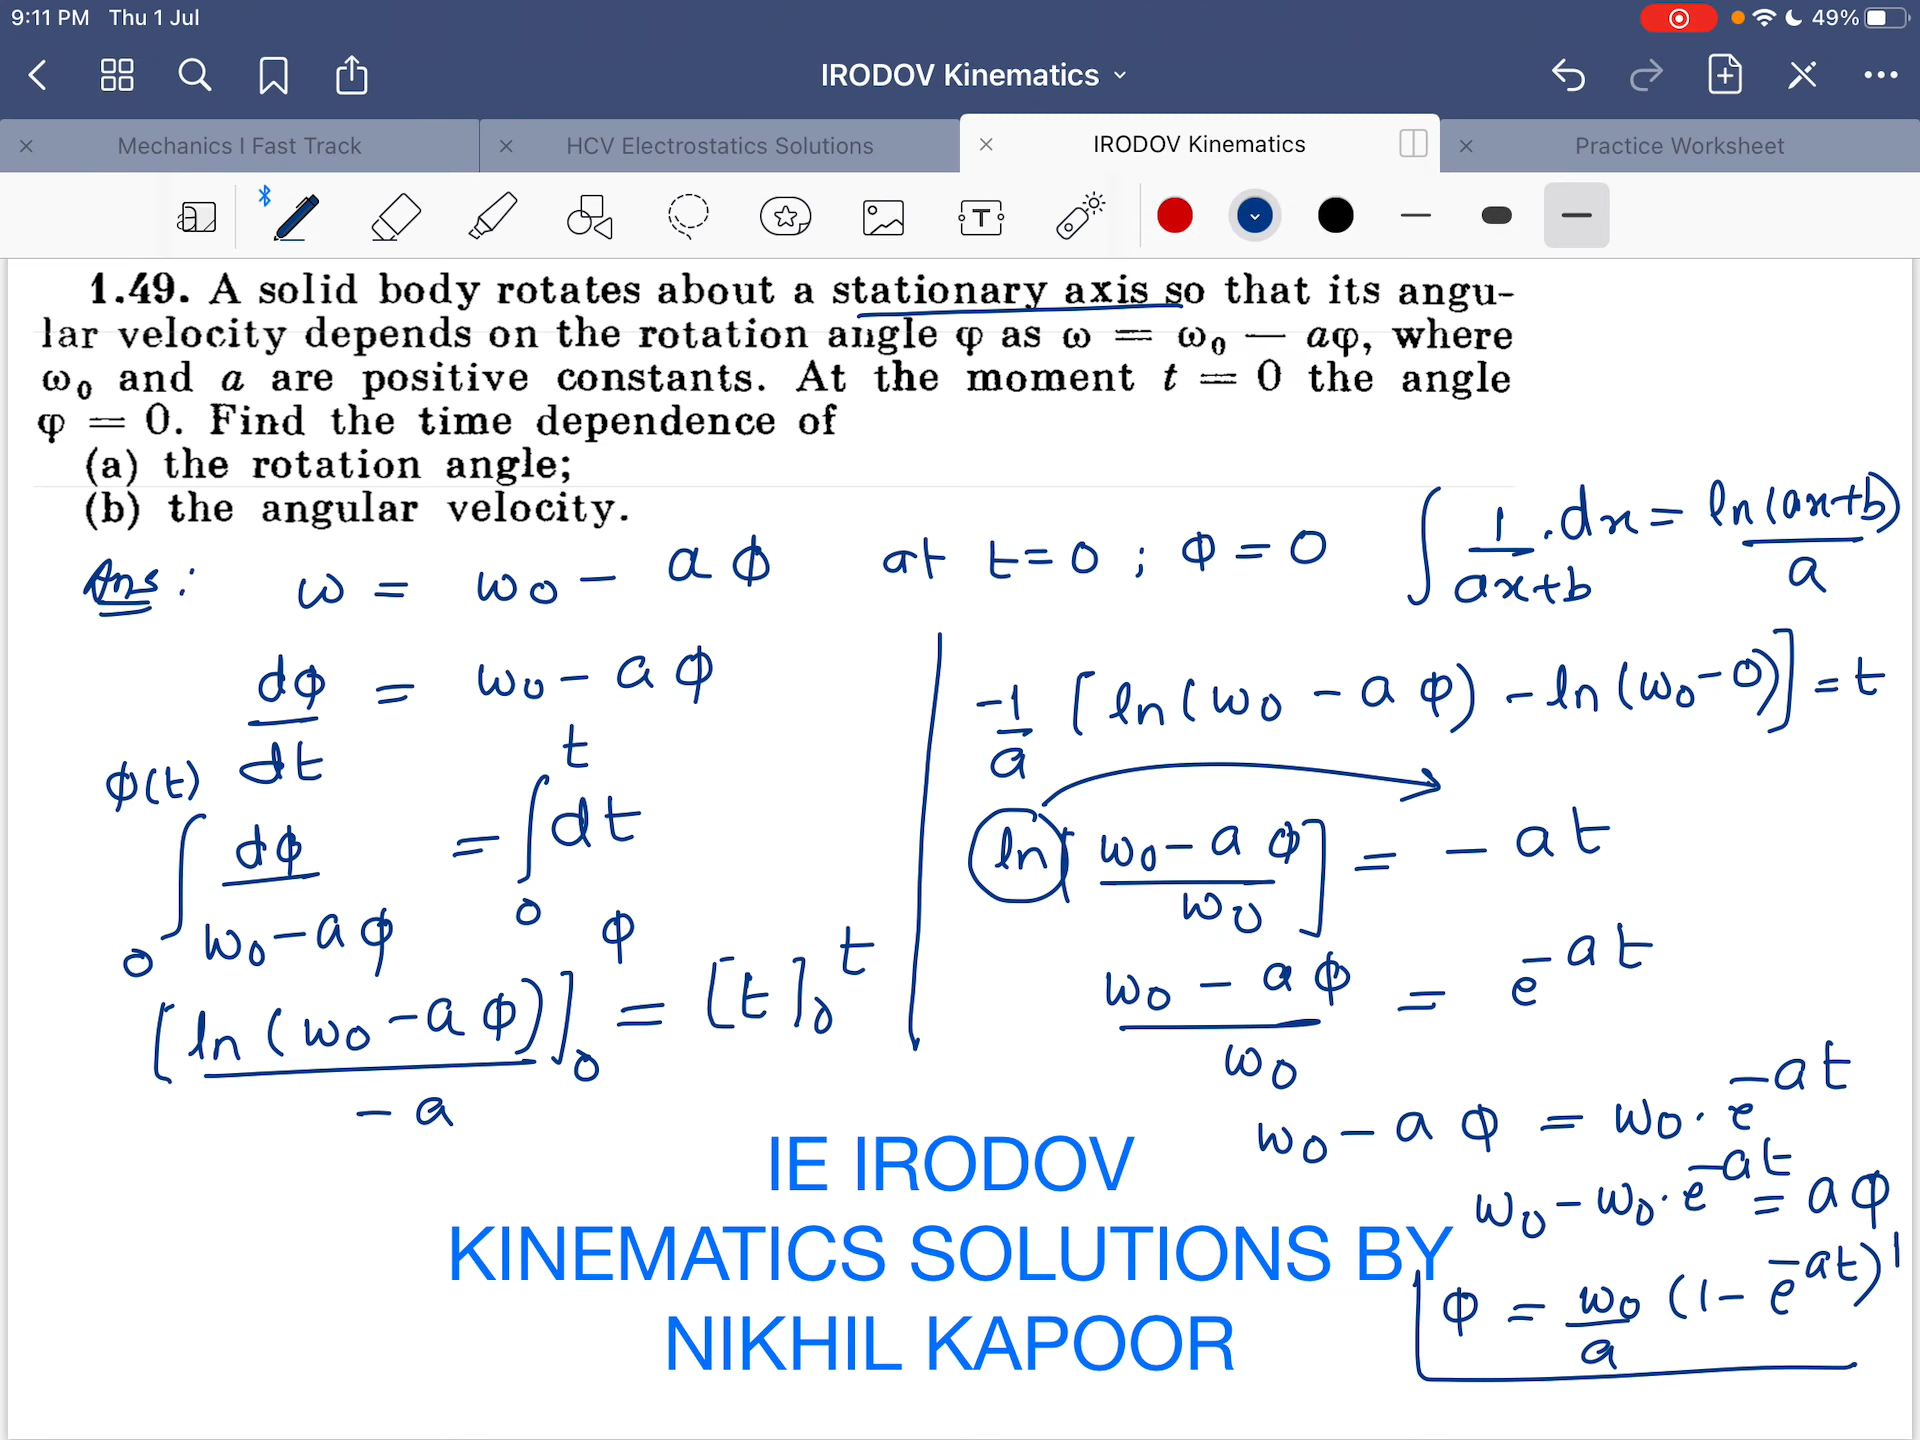 9:11 PM Thu 1 Jul
49%
IRODOV Kinematics
Mechanics I Fast Track
HCV Electrostatics Solutions
IRODOV Kinematics
Practice Worksheet
1.49. A solid body rotates about a stationary axis so that its angu-
lar velocity depends on the rotation angle φ as ω = ω₀ — aφ, where
ω₀ and a are positive constants. At the moment t = 0 the angle
φ = 0. Find the time dependence of
(a) the rotation angle;
(b) the angular velocity.
Ans : ω = ω₀ − aϕ at t=0 ; ϕ = 0
∫ 1/(ax+b) . dx = ln(ax+b)/a
dϕ/dt = ω₀ − aϕ
∫₀^ϕ(t) dϕ/(ω₀−aϕ) = ∫₀^t dt
[ln(ω₀−aϕ)/−a]₀^ϕ = [t]₀^t
−1/a [ln(ω₀ − aϕ) − ln(ω₀−0)] = t
ln[(ω₀−aϕ)/ω₀] = − at
(ω₀ − aϕ)/ω₀ = e^−at
ω₀ − aϕ = ω₀ · e^−at
ω₀ − ω₀ · e^−at = aϕ
ϕ = ω₀/a (1− e^−at)
IE IRODOV
KINEMATICS SOLUTIONS BY
NIKHIL KAPOOR